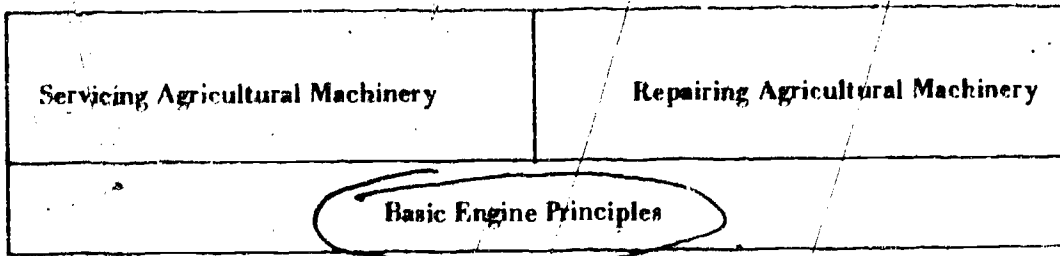 Servicing Agricultural Machinery
Repairing Agricultural Machinery
Basic Engine Principles